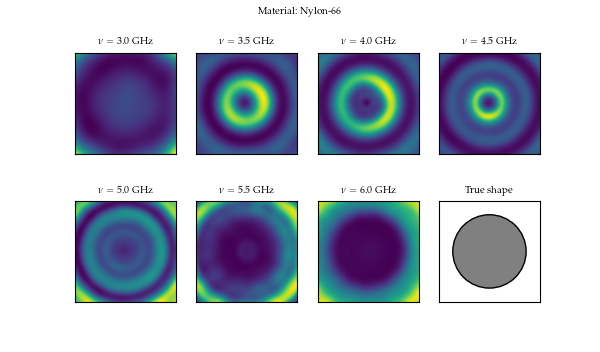 Material: Nylon-66
ν = 3.0 GHz
ν = 3.5 GHz
ν = 4.0 GHz
ν = 4.5 GHz
ν = 5.0 GHz
ν = 5.5 GHz
ν = 6.0 GHz
True shape